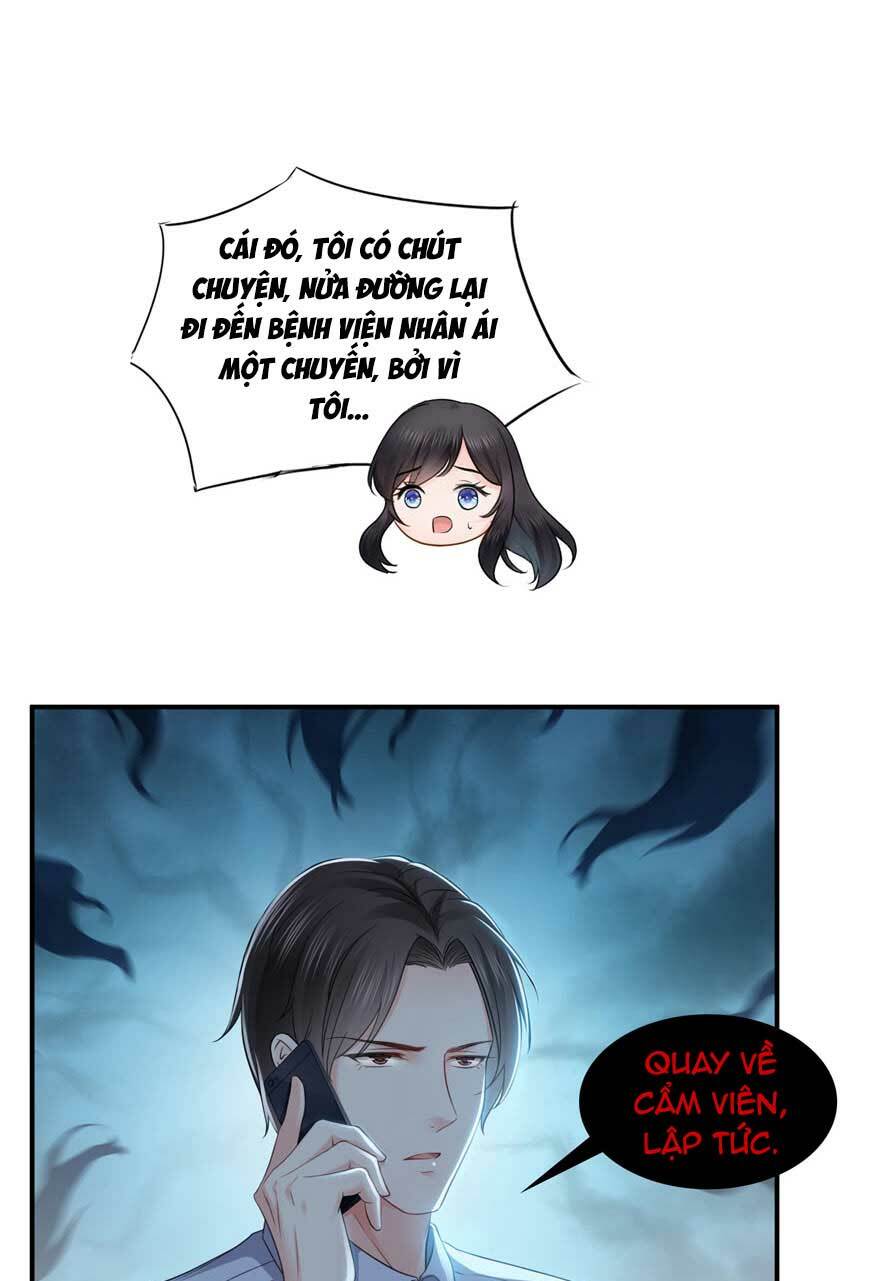 CÁI ĐÓ, TÔI CÓ CHÚT
CHUYỆN, NỬA ĐƯỜNG LẠI
ĐI ĐẾN BỆNH VIỆN NHÂN ÁI
MỘT CHUYẾN, BỞI VÌ
TÔI...
QUAY VỀ
CẨM VIÊN,
LẬP TỨC.